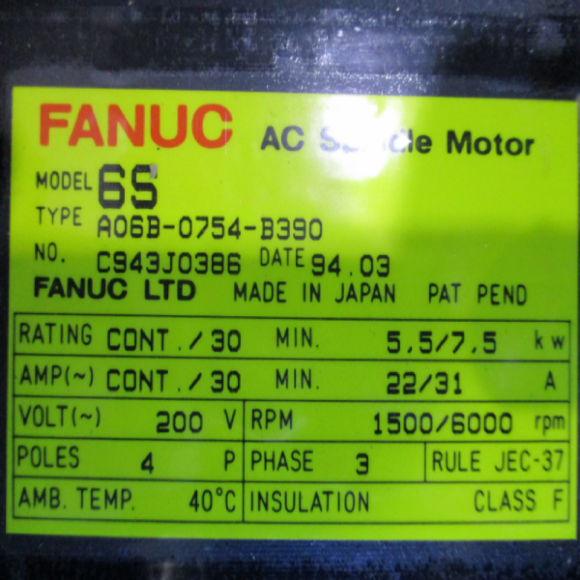 FANUC AC Spindle Motor
MODEL 6S
TYPE A06B-0754-B390
NO. C943J0386 DATE 94.03
FANUC LTD MADE IN JAPAN PAT PEND
RATING CONT./30 MIN. 5.5/7.5 kw
AMP(~) CONT./30 MIN. 22/31 A
VOLT(~) 200 V RPM 1500/6000 rpm
POLES 4 P PHASE 3 RULE JEC-37
AMB. TEMP. 40°C INSULATION CLASS F